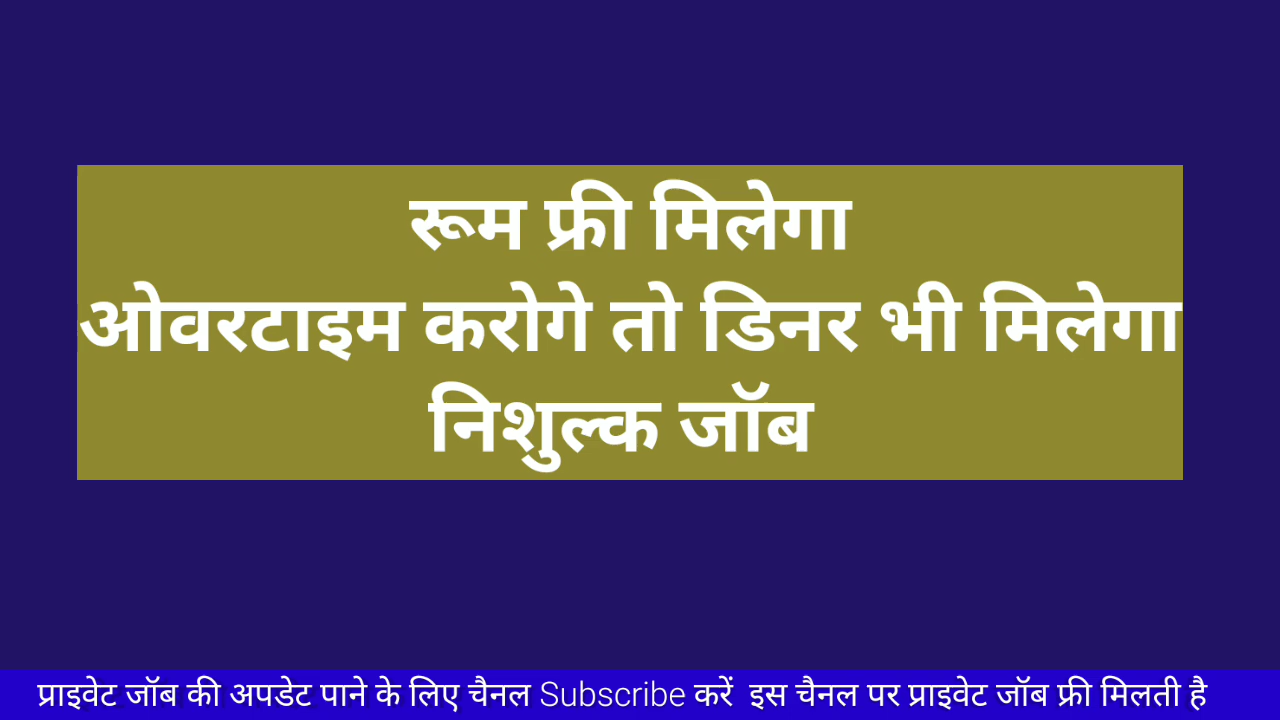 रूम फ्री मिलेगा
ओवरटाइम करोगे तो डिनर भी मिलेगा
निशुल्क जॉब
प्राइवेट जॉब की अपडेट पाने के लिए चैनल Subscribe करें इस चैनल पर प्राइवेट जॉब फ्री मिलती है